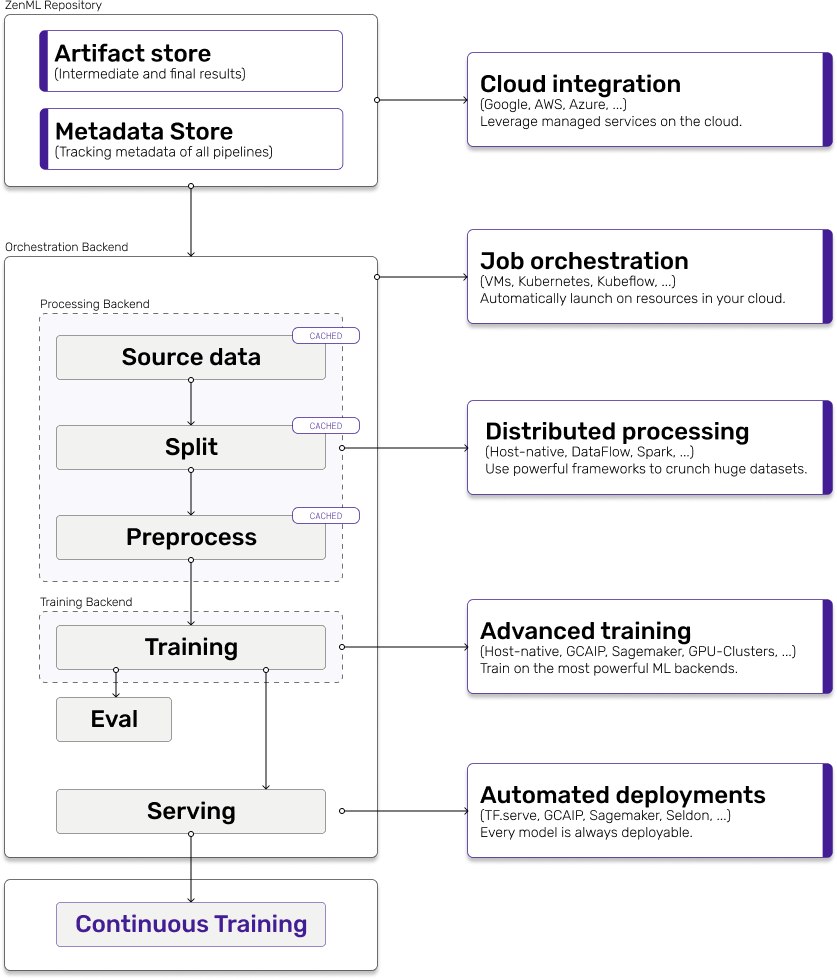 ZenML Repository
Artifact store
(Intermediate and final results)
Metadata Store
(Tracking metadata of all pipelines)
Cloud integration
(Google, AWS, Azure, ...)
Leverage managed services on the cloud.
Orchestration Backend
Job orchestration
(VMs, Kubernetes, Kubeflow, ...)
Automatically launch on resources in your cloud.
Processing Backend
CACHED
Source data
CACHED
Split
Distributed processing
(Host-native, DataFlow, Spark, ...)
Use powerful frameworks to crunch huge datasets.
CACHED
Preprocess
Training Backend
Training
Advanced training
(Host-native, GCAIP, Sagemaker, GPU-Clusters, ...)
Train on the most powerful ML backends.
Eval
Serving
Automated deployments
(TF.serve, GCAIP, Sagemaker, Seldon, ...)
Every model is always deployable.
Continuous Training